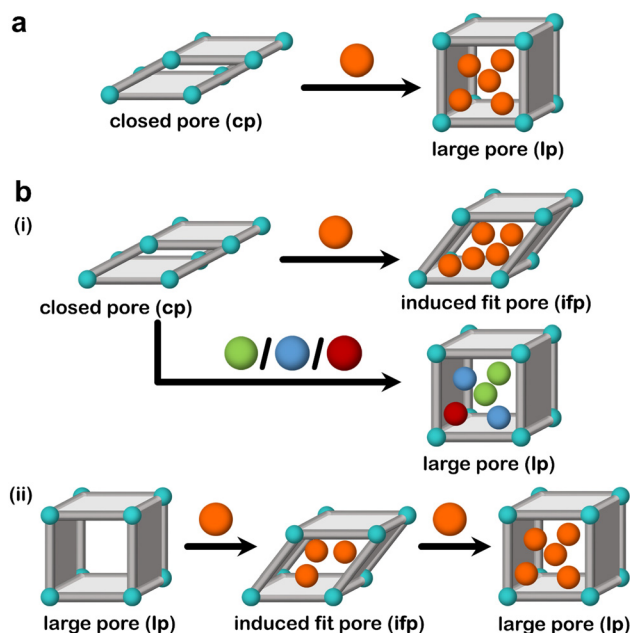 a
closed pore (cp)
large pore (lp)
b
(i)
closed pore (cp)
induced fit pore (ifp)
/ /
large pore (lp)
(ii)
large pore (lp)
induced fit pore (ifp)
large pore (lp)